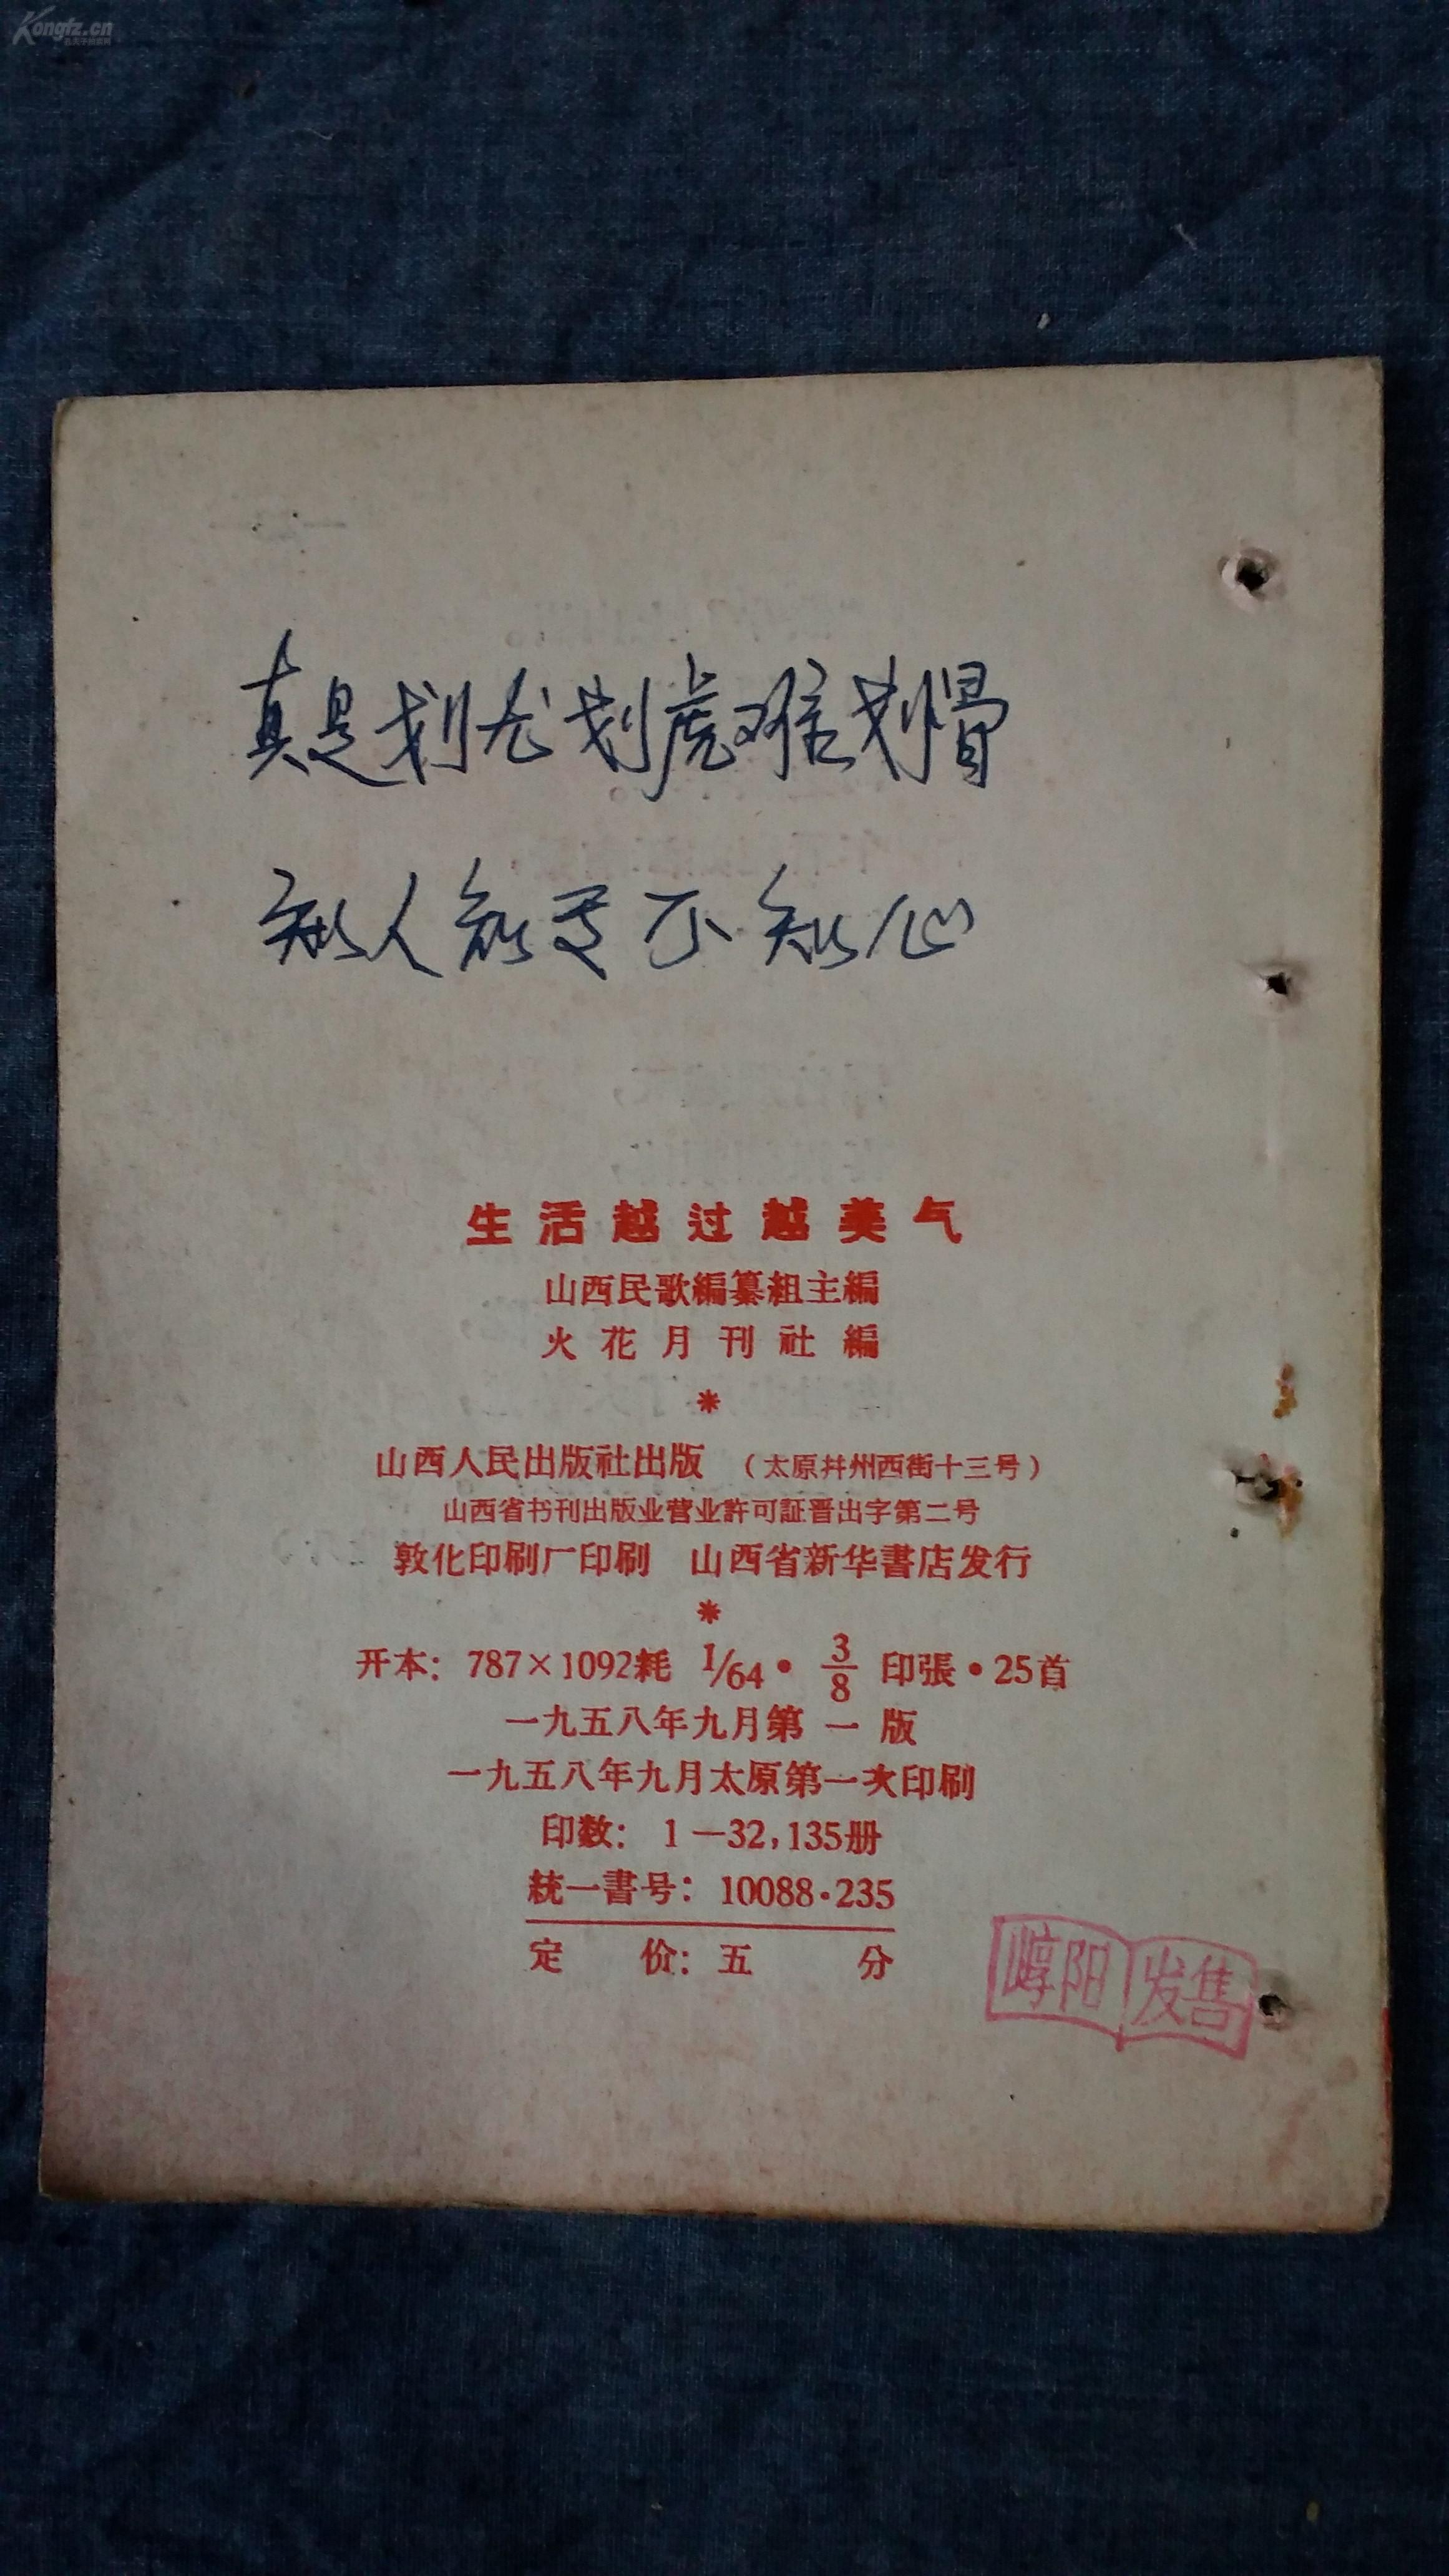 Kongfz.cn
真是划龙划虎难划骨
知人知面不知心
生活越过越美气
山西民歌編纂組主編
火花月刊社編
*
山西人民出版社出版 （太原幷州西街十三号）
山西省书刊出版业营业許可証晋出字第二号
敦化印刷厂印刷 山西省新华書店发行
*
开本：787×1092耗 1/64・3/8 印張・25首
一九五八年九月第一版
一九五八年九月太原第一次印刷
印数：1—32,135册
統一書号：10088・235
定价：五分
崞阳发售